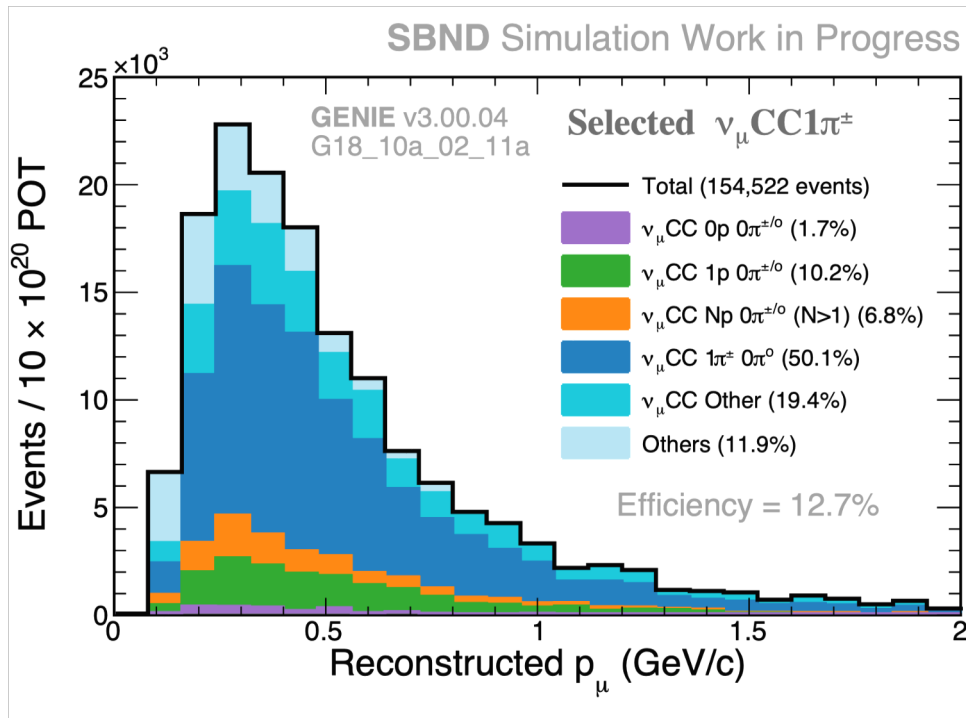 SBND Simulation Work in Progress
×10³
25
20
15
10
5
0
Events / 10 × 10²⁰ POT
GENIE v3.00.04
G18_10a_02_11a
Selected ν_μCC1π±
Total (154,522 events)
ν_μCC 0p 0π^±/o (1.7%)
ν_μCC 1p 0π^±/o (10.2%)
ν_μCC Np 0π^±/o (N>1) (6.8%)
ν_μCC 1π^± 0π^o (50.1%)
ν_μCC Other (19.4%)
Others (11.9%)
Efficiency = 12.7%
0 0.5 1 1.5 2
Reconstructed p_μ (GeV/c)